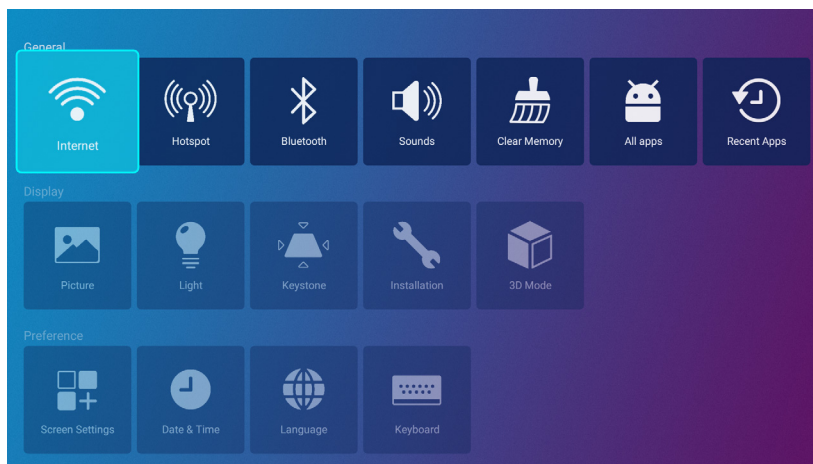 General
Internet
Hotspot
Bluetooth
Sounds
Clear Memory
All apps
Recent Apps
Display
Picture
Light
Keystone
Installation
3D Mode
Preference
Screen Settings
Date & Time
Language
Keyboard